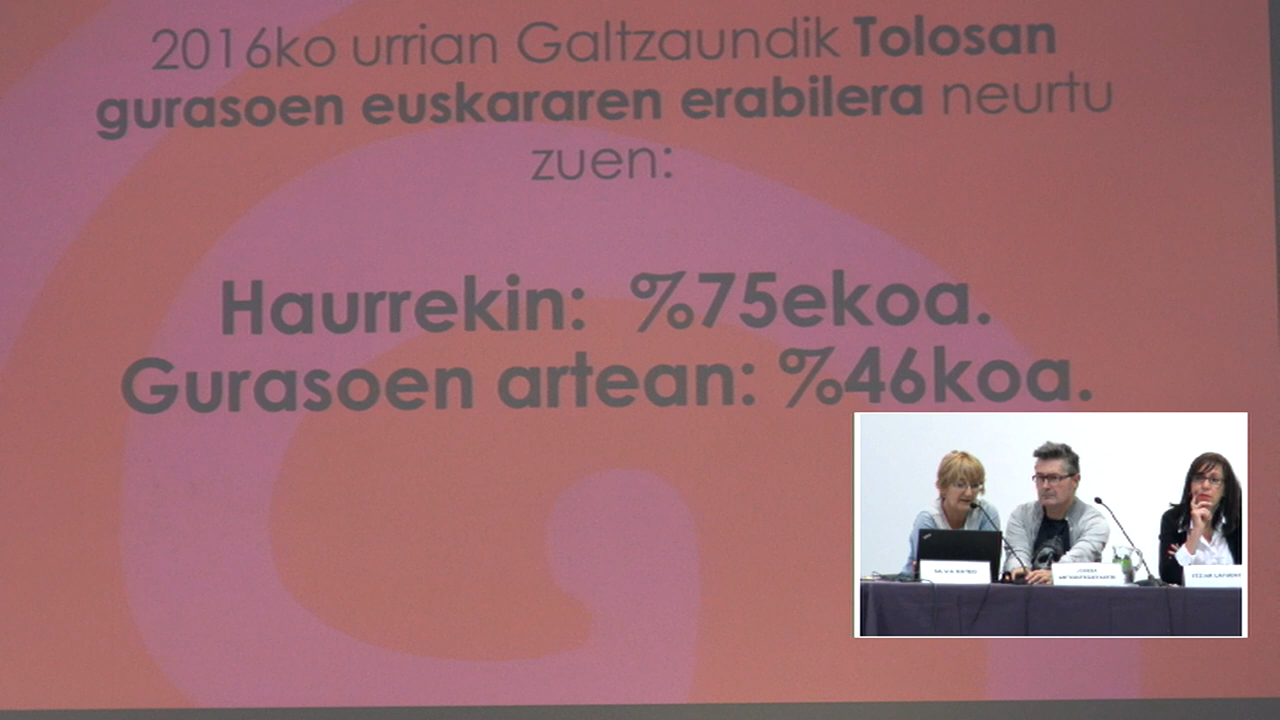 2016ko urrian Galtzaundik Tolosan
gurasoen euskararen erabilera neurtu
zuen:
Haurrekin: %75ekoa.
Gurasoen artean: %46koa.